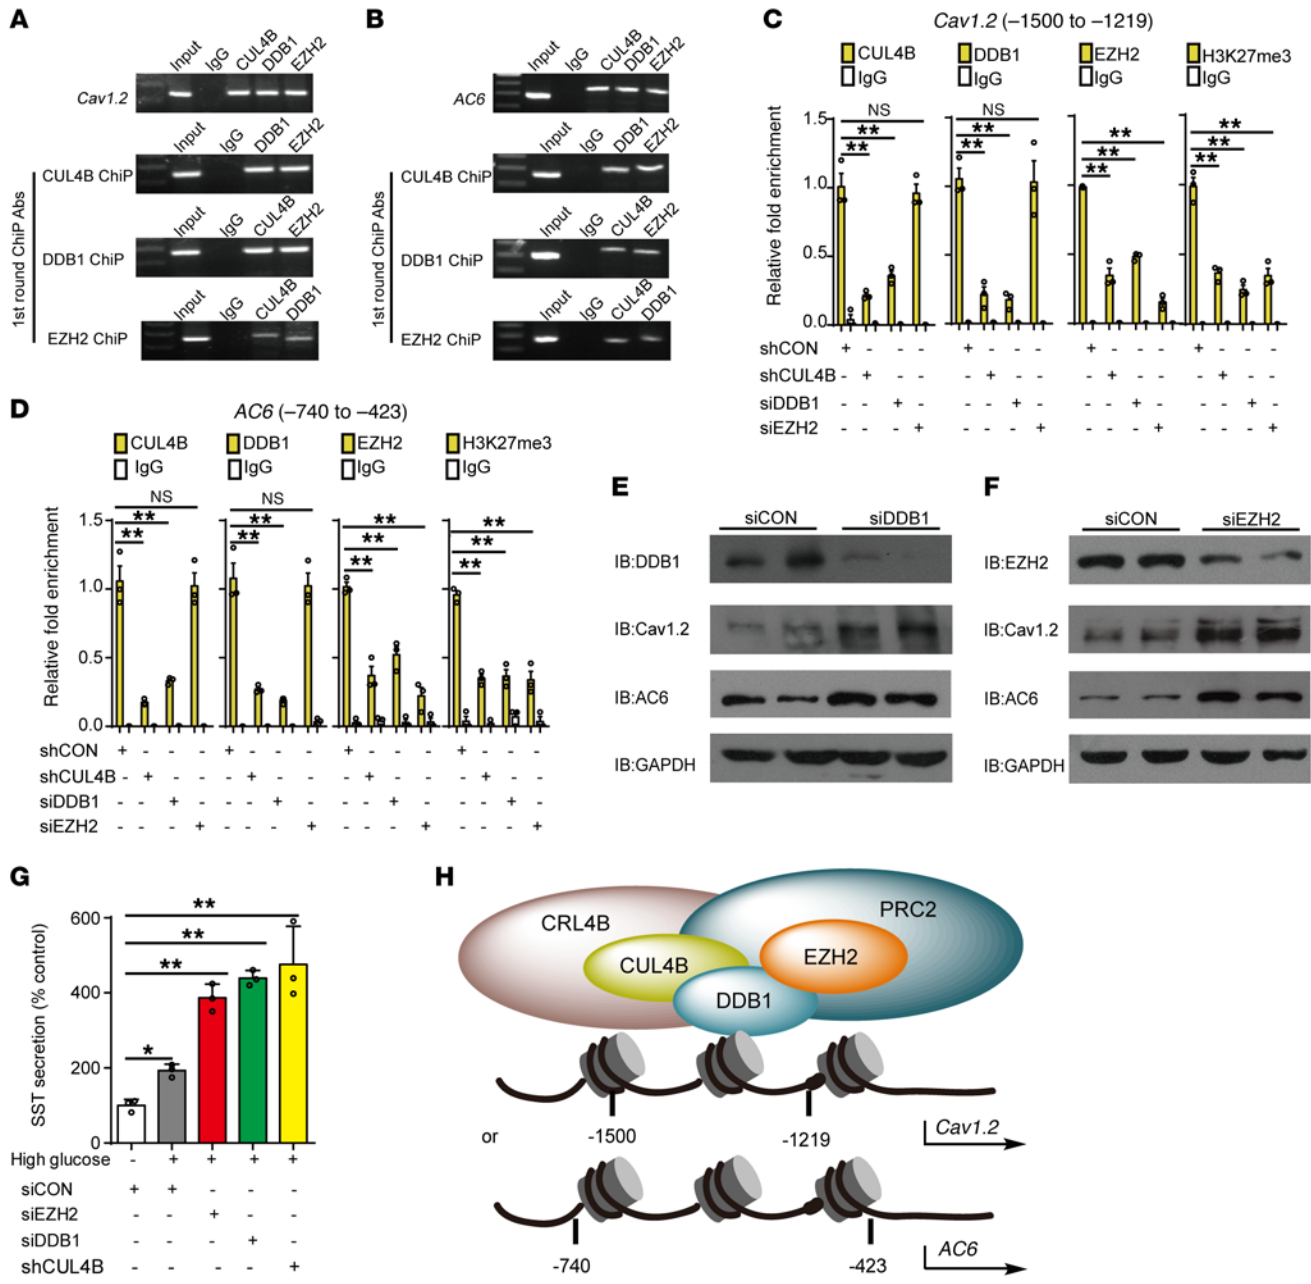 A
Input IgG CUL4B DDB1 EZH2
Cav1.2
1st round ChiP Abs
Input IgG DDB1 EZH2
CUL4B ChiP
Input IgG CUL4B EZH2
DDB1 ChiP
Input IgG CUL4B DDB1
EZH2 ChiP
B
Input IgG CUL4B DDB1 EZH2
AC6
1st round ChiP Abs
Input IgG DDB1 EZH2
CUL4B ChiP
Input IgG CUL4B EZH2
DDB1 ChiP
Input IgG CUL4B DDB1
EZH2 ChiP
C
Cav1.2 (–1500 to –1219)
CUL4B DDB1 EZH2 H3K27me3
IgG IgG IgG IgG
Relative fold enrichment
1.5
1.0
0.5
0.0
NS ** ** NS ** ** ** ** ** ** ** **
shCON + - - - + - - - + - - - + - - -
shCUL4B - + - - - + - - - + - - - + - -
siDDB1 - - + - - - + - - - + - - - + -
siEZH2 - - - + - - - + - - - + - - - +
D
AC6 (–740 to –423)
CUL4B DDB1 EZH2 H3K27me3
IgG IgG IgG IgG
Relative fold enrichment
1.5
1.0
0.5
0.0
NS ** ** NS ** ** ** ** ** ** ** **
shCON + - - - + - - - + - - - + - - -
shCUL4B - + - - - + - - - + - - - + - -
siDDB1 - - + - - - + - - - + - - - + -
siEZH2 - - - + - - - + - - - + - - - +
E
siCON siDDB1
IB:DDB1
IB:Cav1.2
IB:AC6
IB:GAPDH
F
siCON siEZH2
IB:EZH2
IB:Cav1.2
IB:AC6
IB:GAPDH
G
SST secretion (% control)
600
400
200
0
**
**
**
*
High glucose - + + + +
siCON + + - - -
siEZH2 - - + - -
siDDB1 - - - + -
shCUL4B - - - - +
H
CRL4B PRC2
CUL4B EZH2
DDB1
-1500 -1219 Cav1.2
or
-740 -423 AC6